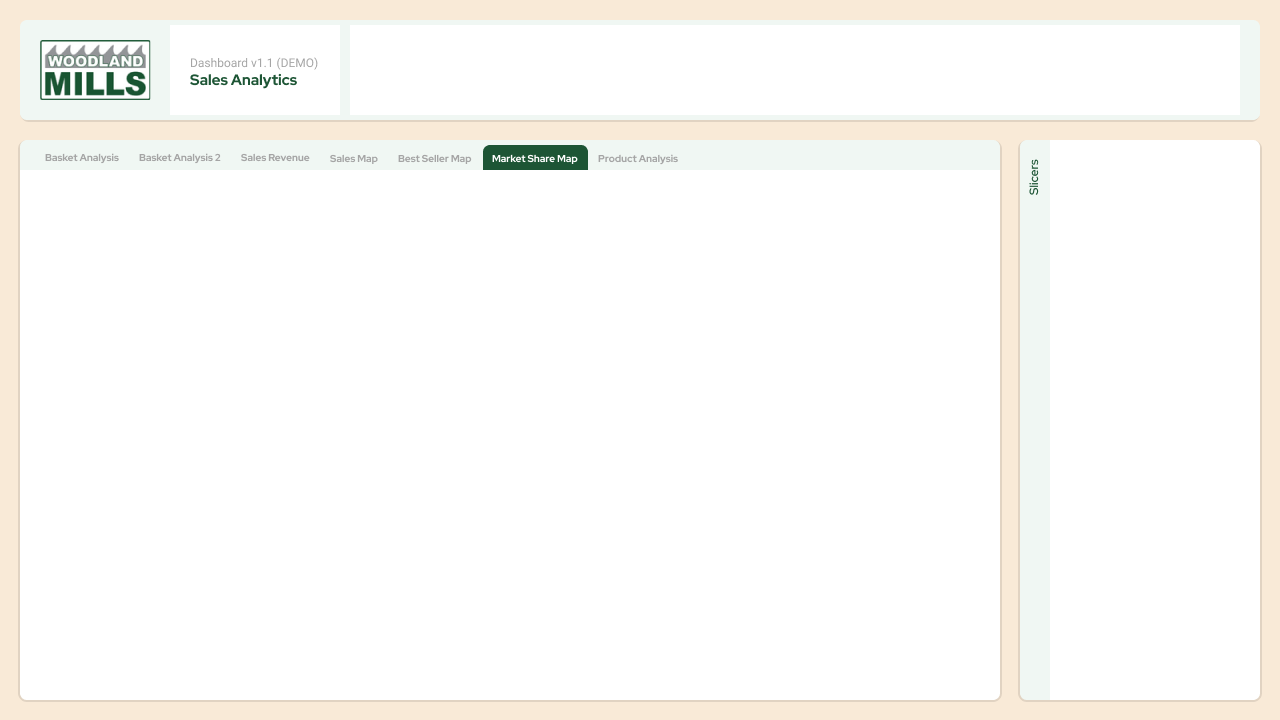 WOODLAND
MILLS
Dashboard v1.1 (DEMO)
Sales Analytics
Basket Analysis
Basket Analysis 2
Sales Revenue
Sales Map
Best Seller Map
Market Share Map
Product Analysis
Slicers